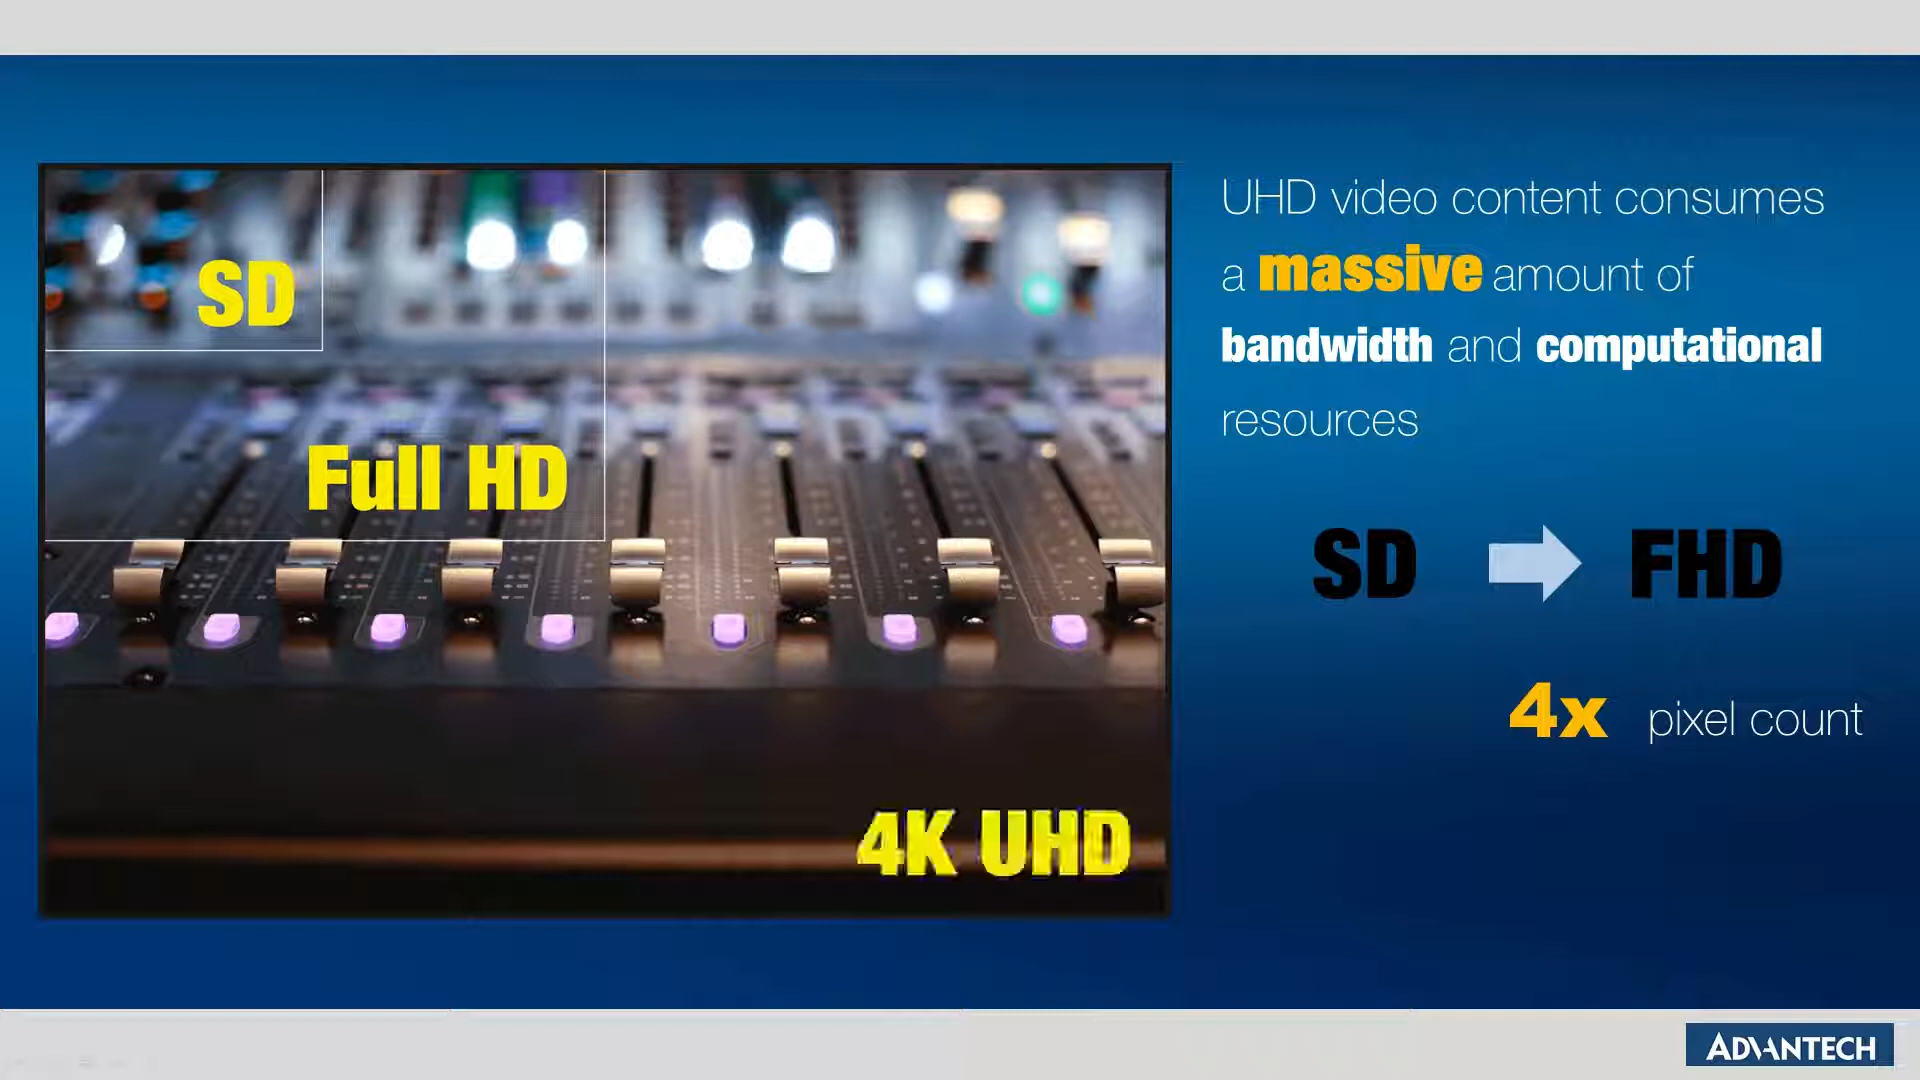 SD
Full HD
4K UHD
UHD video content consumes
a massive amount of
bandwidth and computational
resources
SD FHD
4x pixel count
ADVANTECH